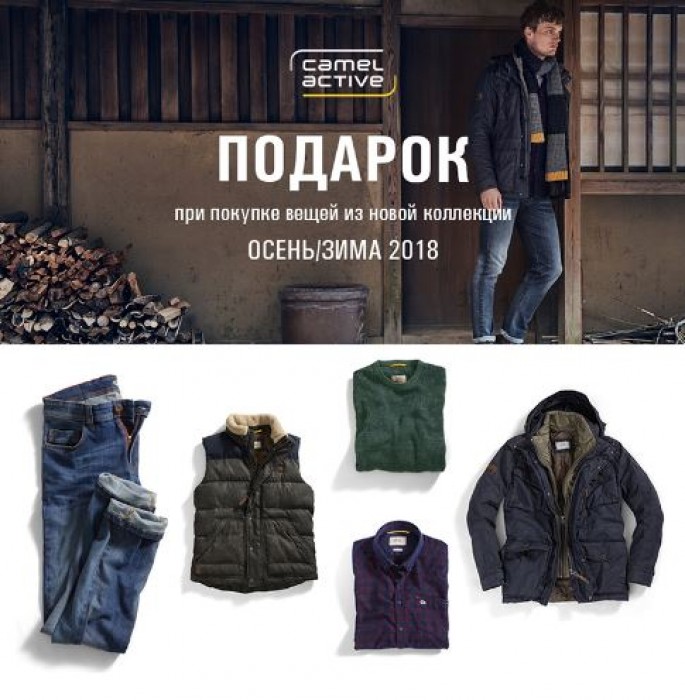 camel
active
ПОДАРОК
при покупке вещей из новой коллекции
ОСЕНЬ/ЗИМА 2018